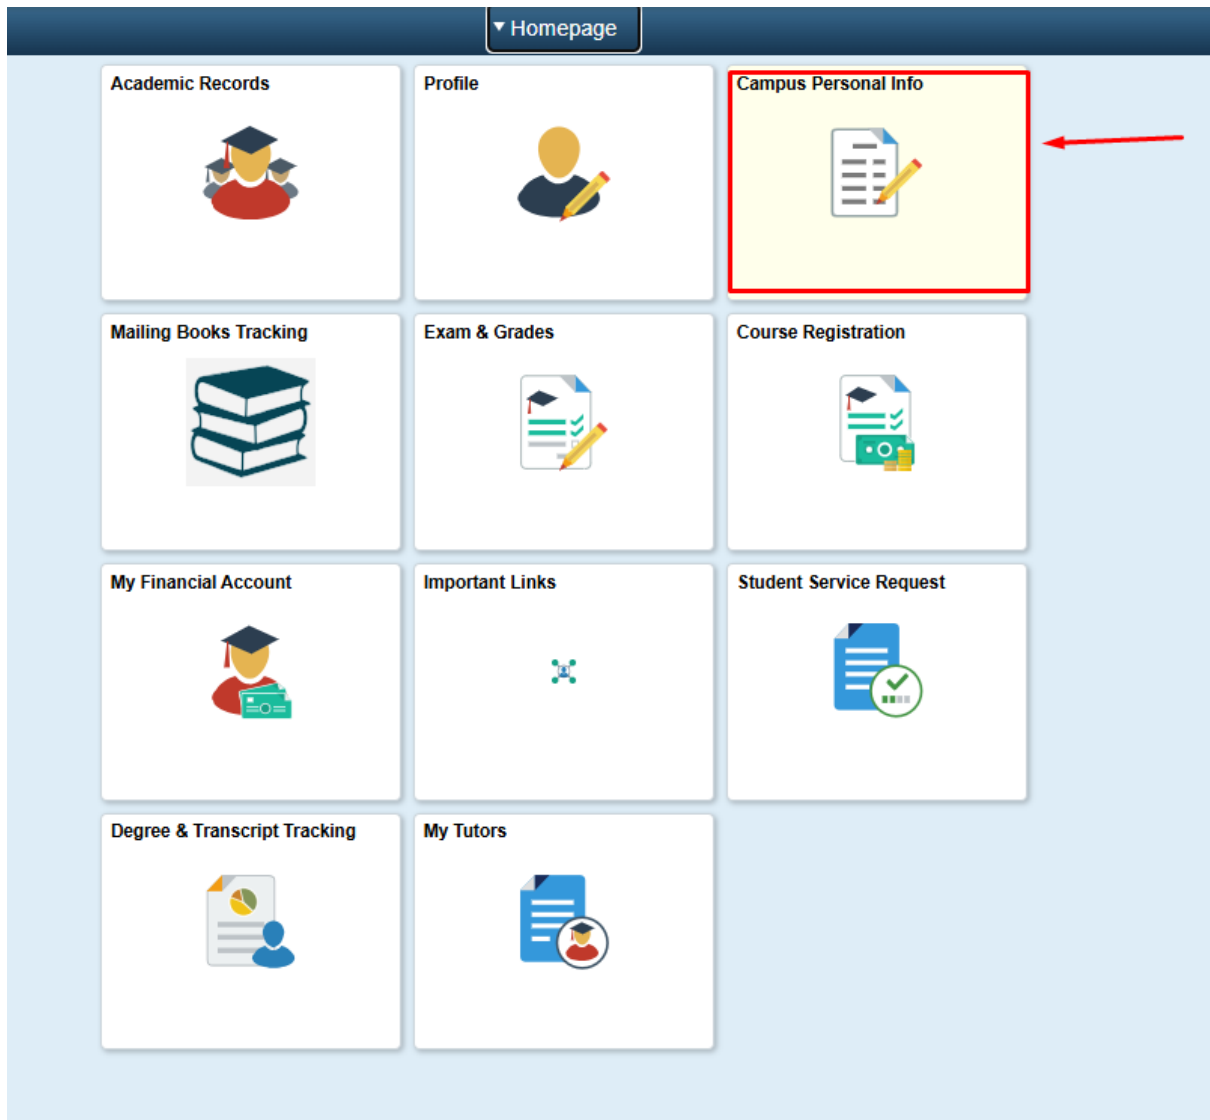 Homepage
Academic Records
Profile
Campus Personal Info
Mailing Books Tracking
Exam & Grades
Course Registration
My Financial Account
Important Links
Student Service Request
Degree & Transcript Tracking
My Tutors